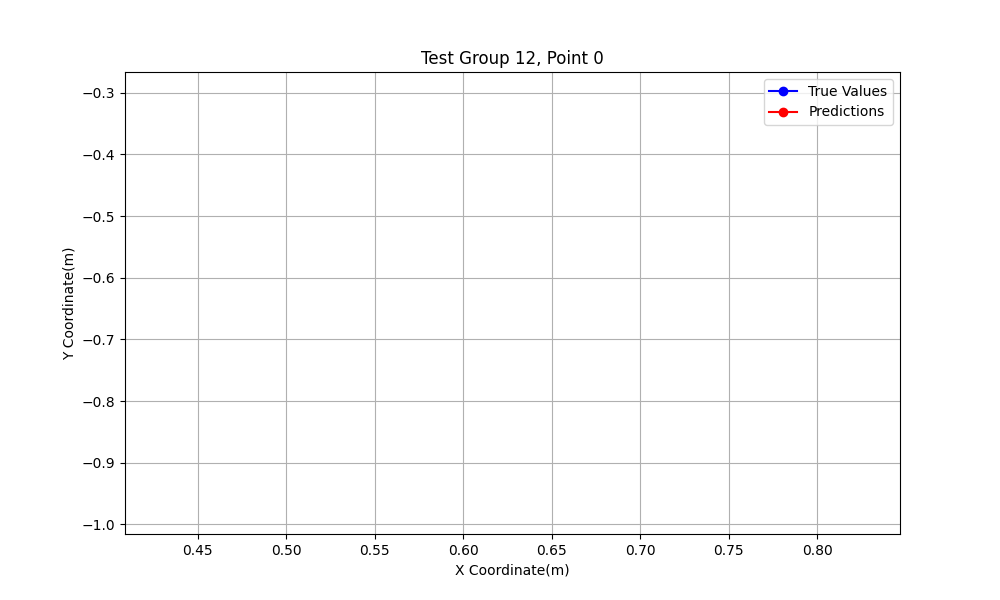 Test Group 12, Point 0
True Values
Predictions
Y Coordinate(m)
−0.3
−0.4
−0.5
−0.6
−0.7
−0.8
−0.9
−1.0
0.45 0.50 0.55 0.60 0.65 0.70 0.75 0.80
X Coordinate(m)